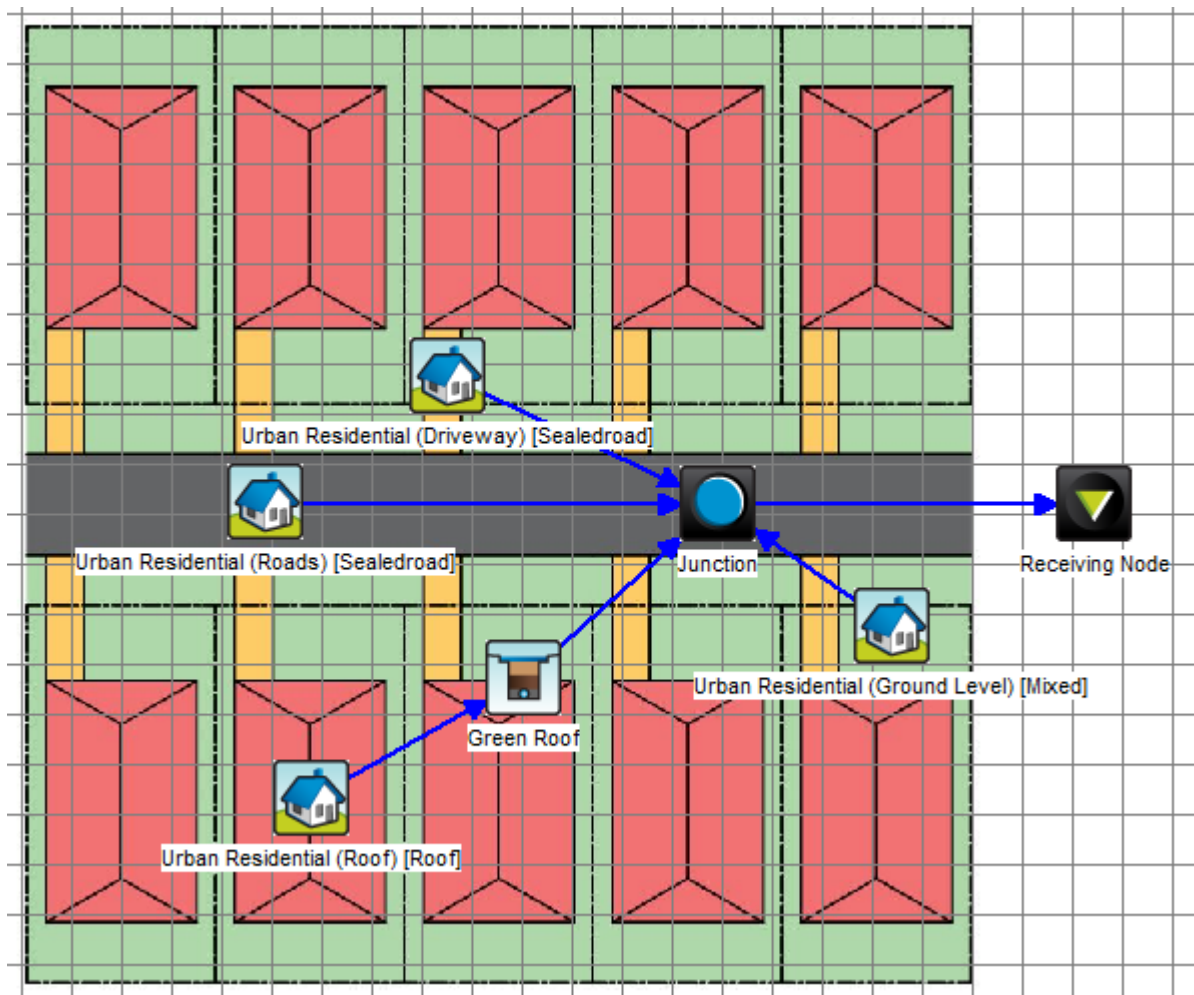 Urban Residential (Driveway) [Sealedroad]
Urban Residential (Roads) [Sealedroad]
Junction
Receiving Node
Urban Residential (Ground Level) [Mixed]
Green Roof
Urban Residential (Roof) [Roof]